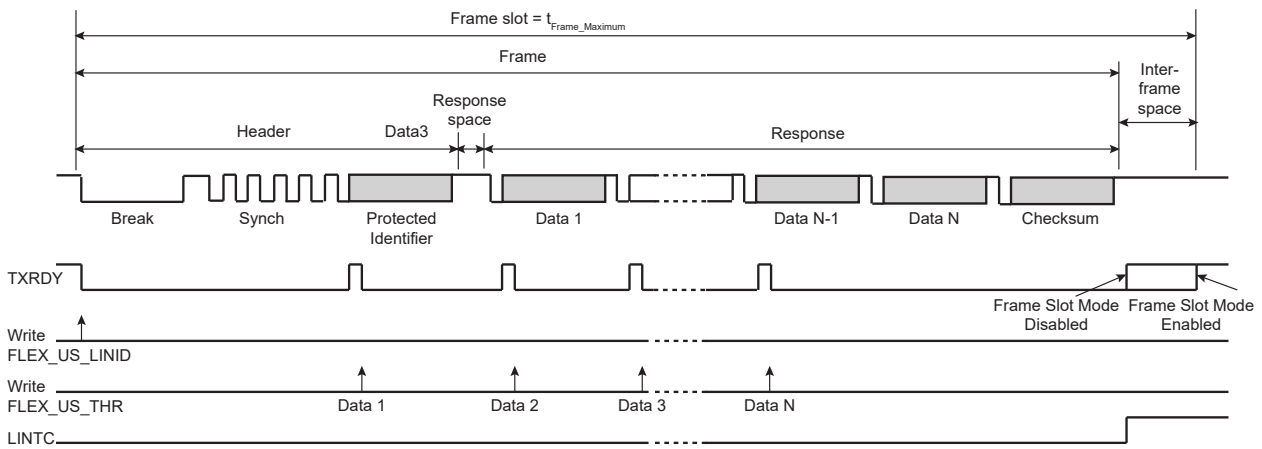 Frame slot = tFrame_Maximum
Frame
Inter-
frame
space
Response
space
Header
Data3
Response
Break
Synch
Protected
Identifier
Data 1
Data N-1
Data N
Checksum
TXRDY
Frame Slot Mode
Disabled
Frame Slot Mode
Enabled
Write
FLEX_US_LINID
Write
FLEX_US_THR
Data 1
Data 2
Data 3
Data N
LINTC